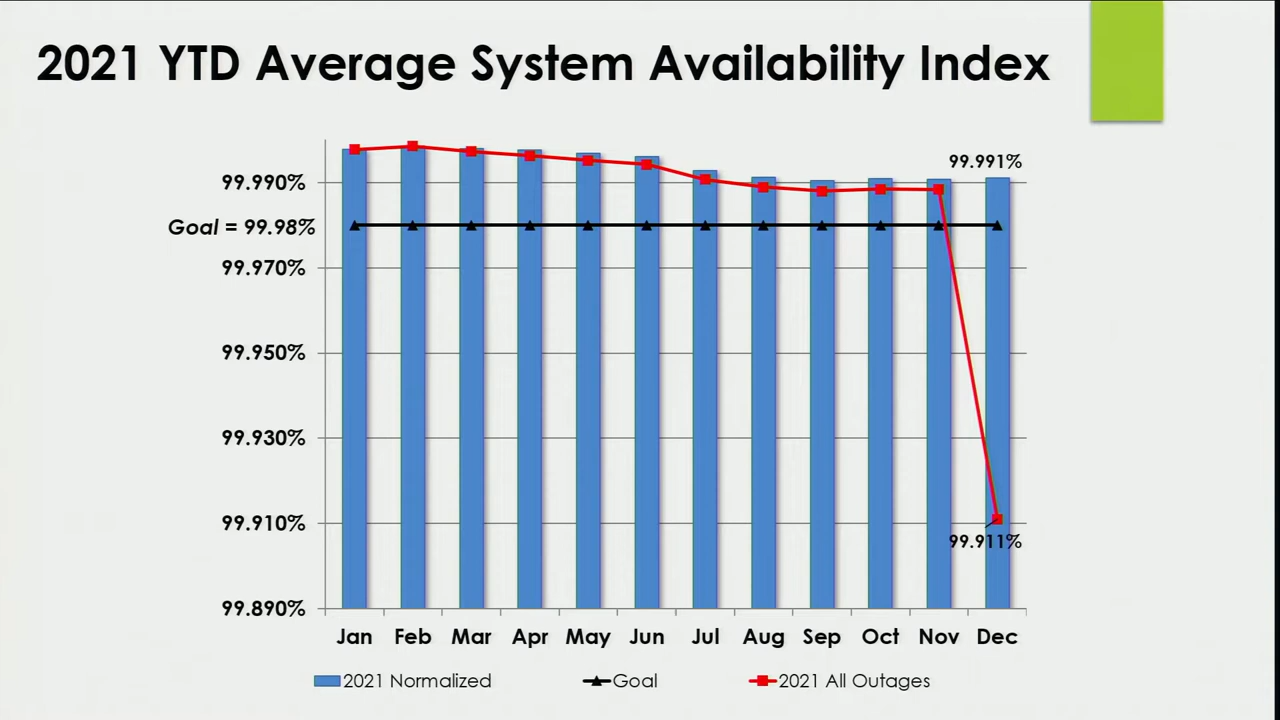 2021 YTD Average System Availability Index
99.991%
99.990%
Goal = 99.98%
99.970%
99.950%
99.930%
99.910%
99.911%
99.890%
Jan Feb Mar Apr May Jun Jul Aug Sep Oct Nov Dec
2021 Normalized Goal 2021 All Outages